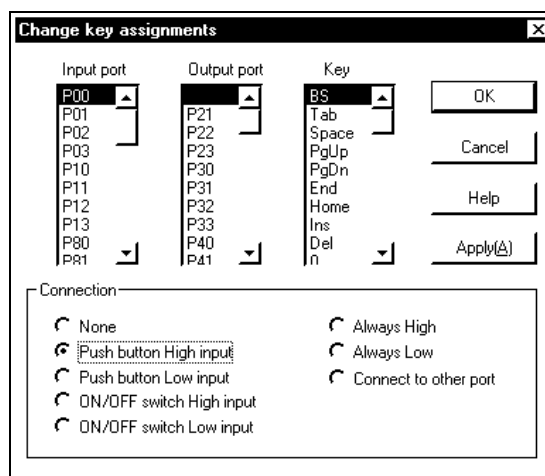 Change key assignments
Input port Output port Key
P00 BS OK
P01 P21 Tab
P02 P22 Space
P03 P23 PgUp Cancel
P10 P30 PgDn
P11 P31 End
P12 P32 Home Help
P13 P33 Ins
P80 P40 Del Apply(A)
P81 P41 0
Connection
None Always High
Push button High input Always Low
Push button Low input Connect to other port
ON/OFF switch High input
ON/OFF switch Low input